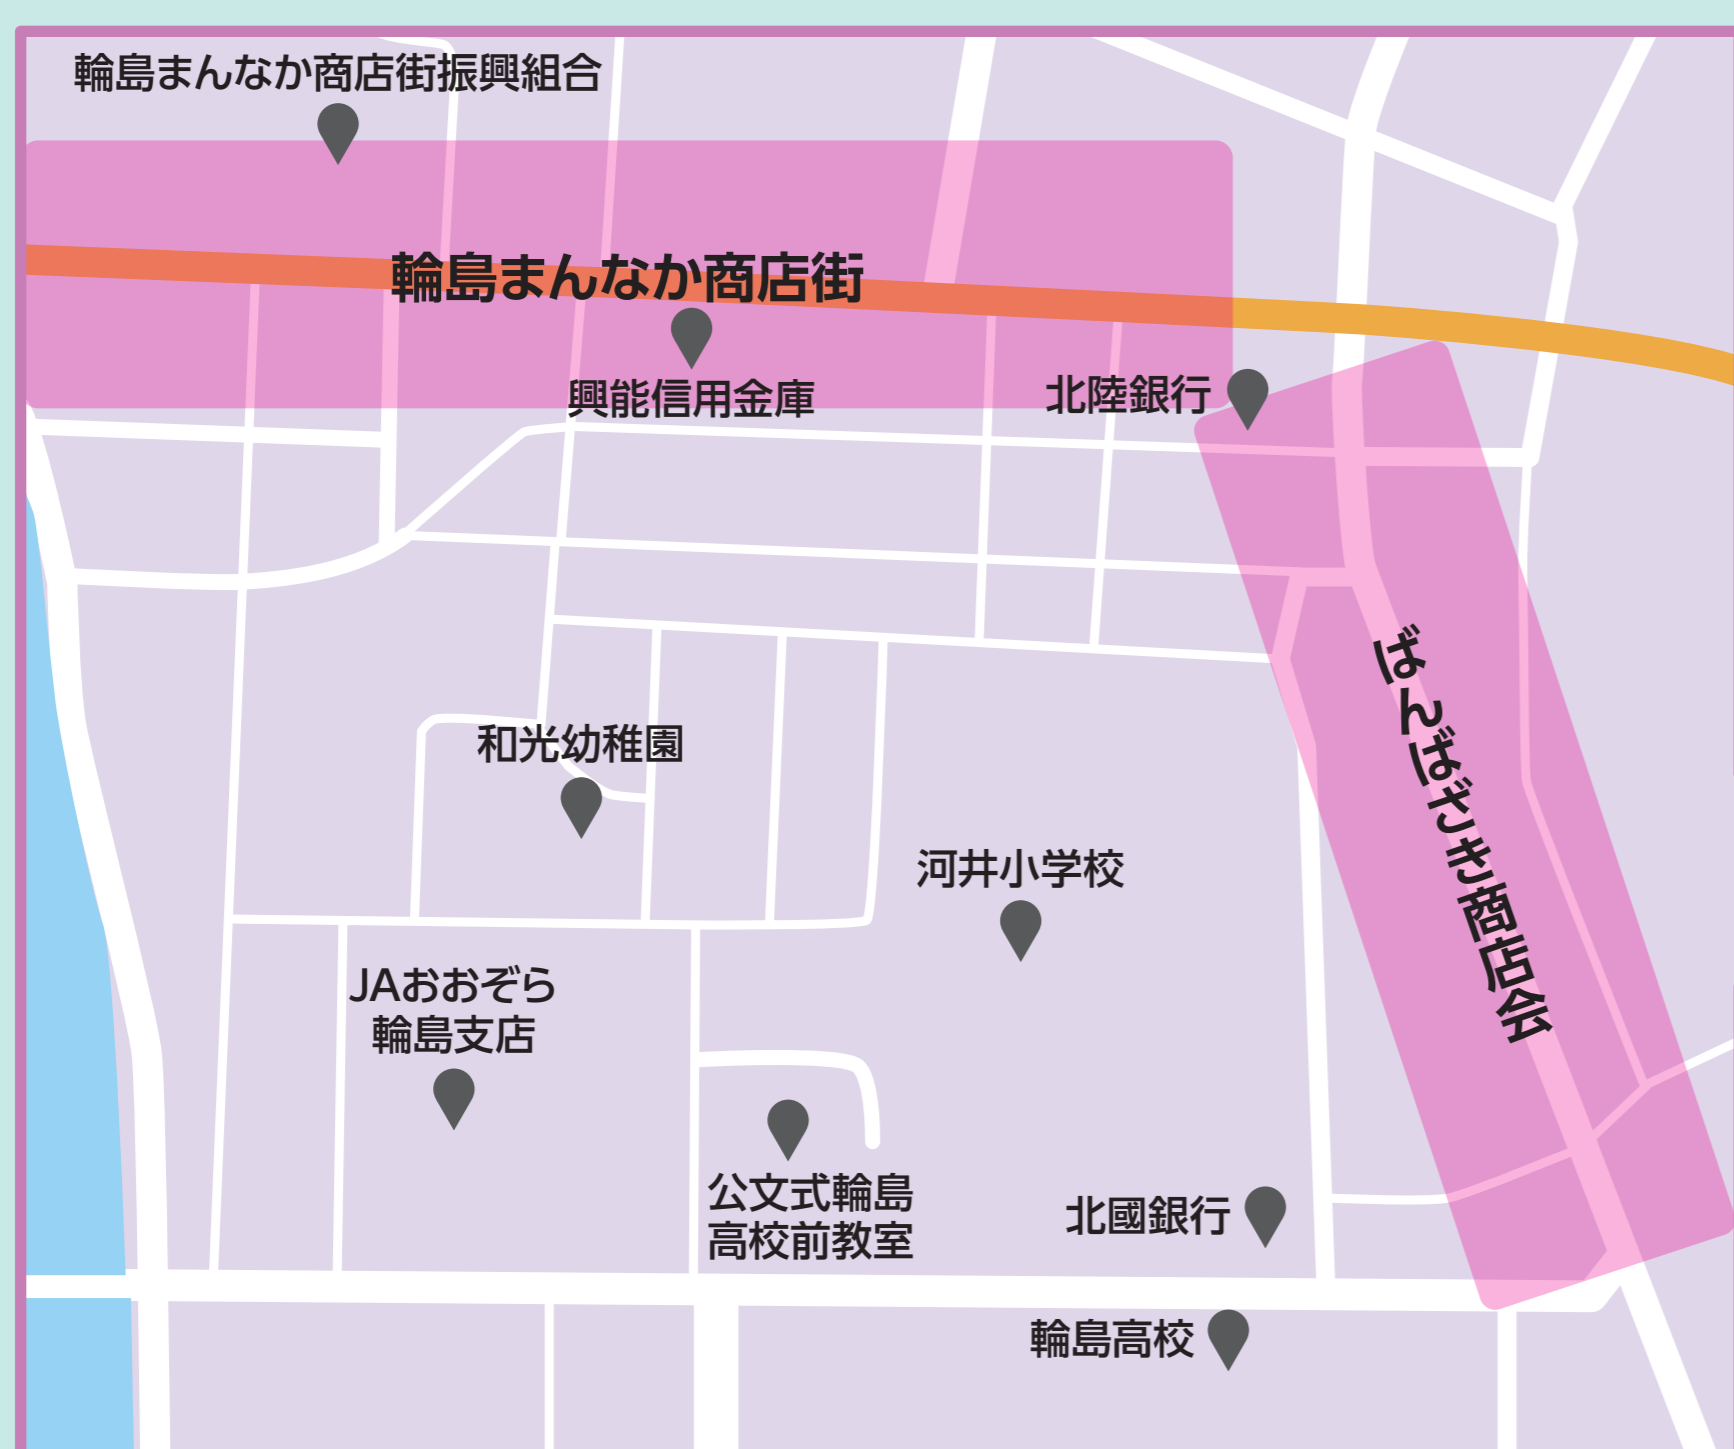 輪島まんなか商店街振興組合
輪島まんなか商店街
興能信用金庫
北陸銀行
ばんばざき商店会
和光幼稚園
河井小学校
JAおおぞら
輪島支店
公文式輪島
高校前教室
北國銀行
輪島高校